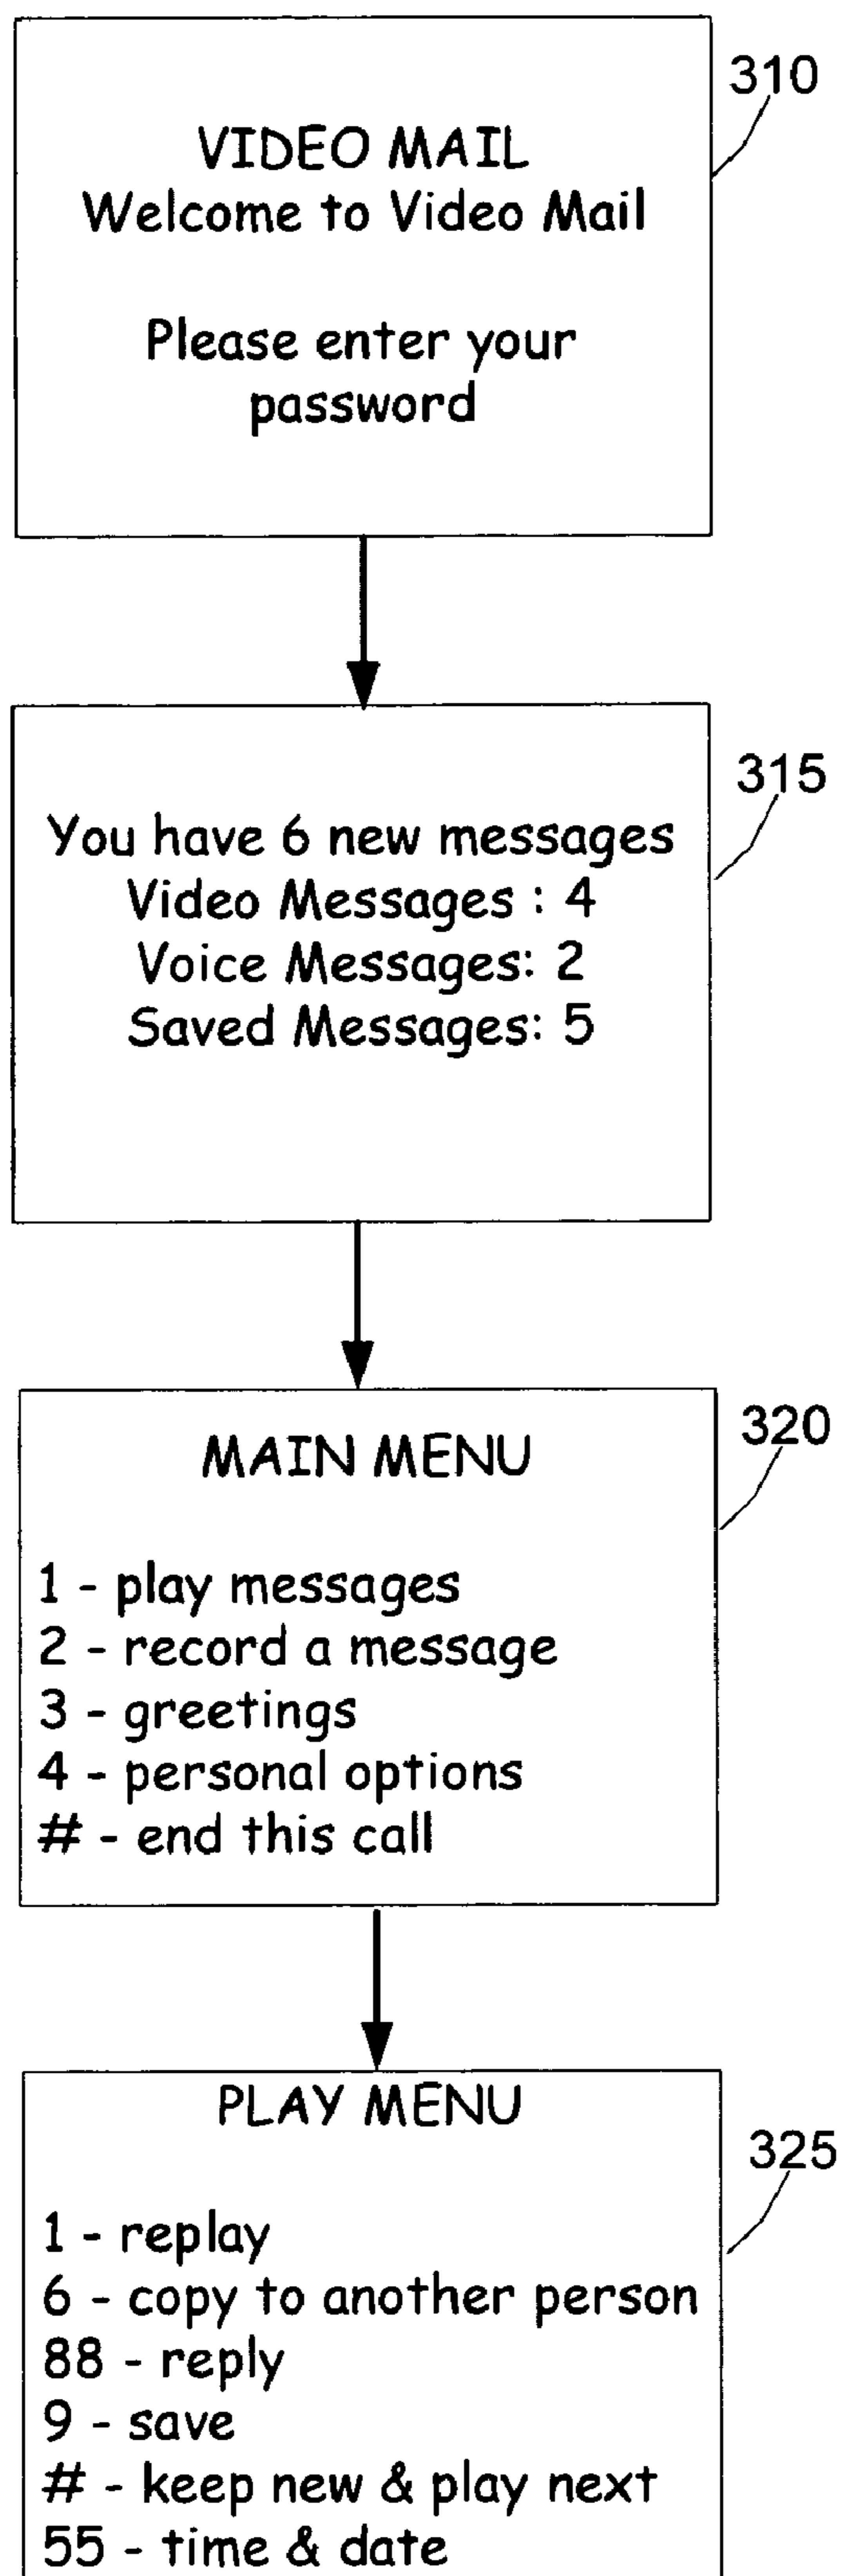 310
VIDEO MAIL
Welcome to Video Mail
Please enter your
password
315
You have 6 new messages
Video Messages : 4
Voice Messages: 2
Saved Messages: 5
320
MAIN MENU
1 - play messages
2 - record a message
3 - greetings
4 - personal options
# - end this call
PLAY MENU
325
1 - replay
6 - copy to another person
88 - reply
9 - save
# - keep new & play next
55 - time & date